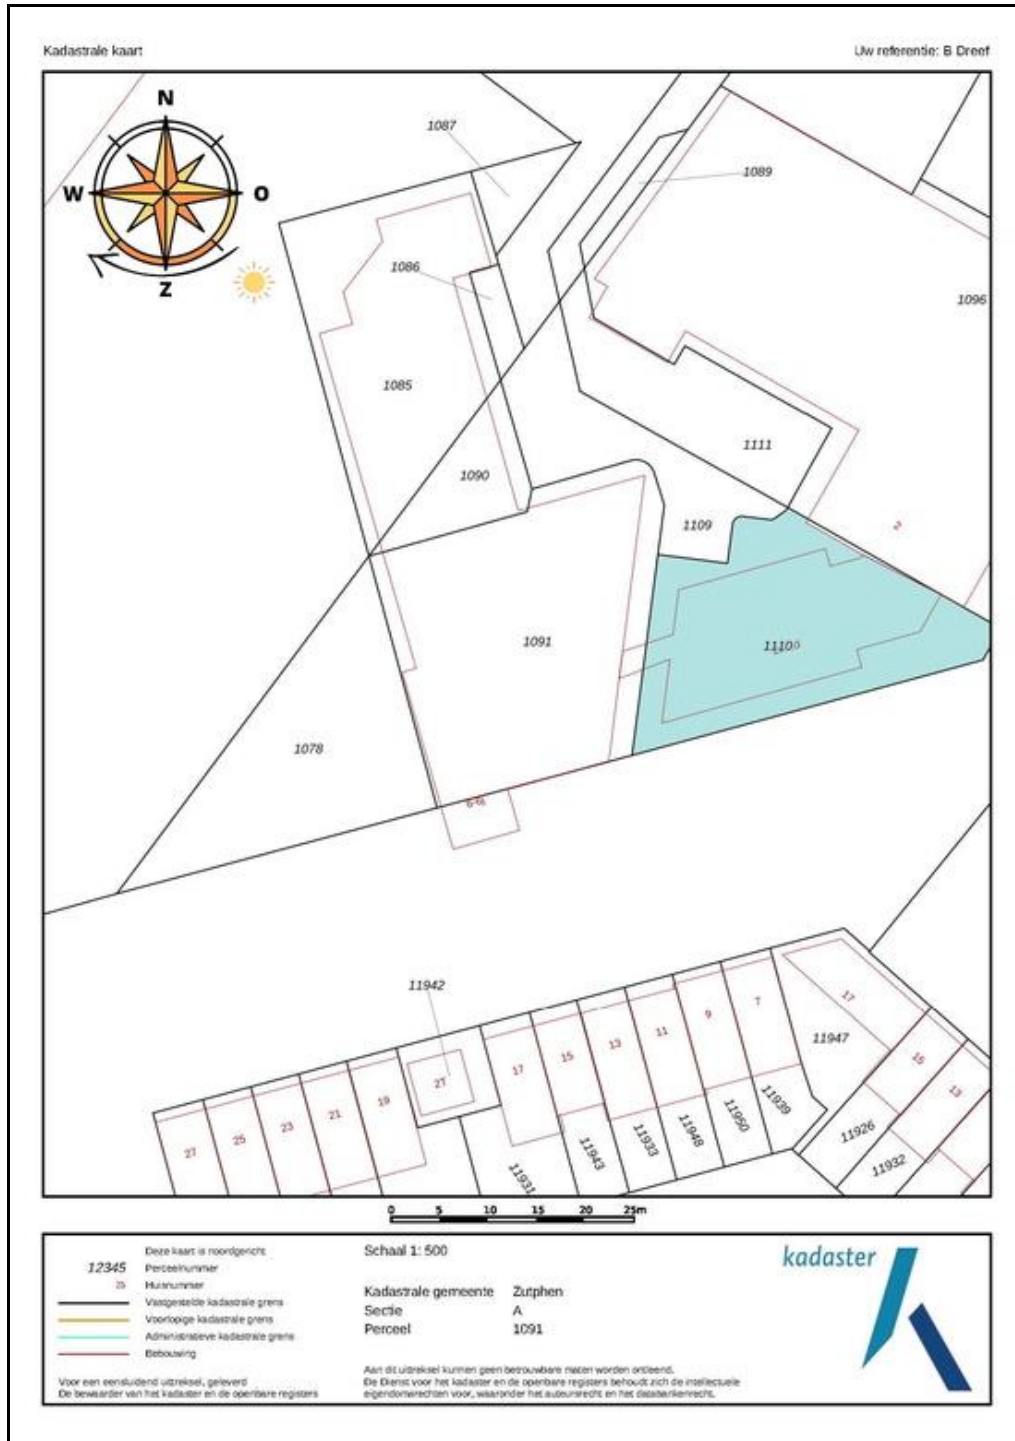 Kadastrale kaart
Uw referentie: B Dreef
N
W
O
Z
1087
1089
1086
1096
1085
1111
1090
1109
2
1091
1110
1078
11942
17
7
9
11
13
15
17
27
19
21
23
25
27
11947
15
13
11939
11950
11948
11933
11943
11931
11926
11932
0 5 10 15 20 25m
Deze kaart is noordgericht
12345 Perceelnummer
25 Huisnummer
Vastgestelde kadastrale grens
Voorlopige kadastrale grens
Administratieve kadastrale grens
Bebouwing
Voor een eensluidend uittreksel, geleverd
De bewaarder van het kadaster en de openbare registers
Schaal 1: 500
Kadastrale gemeente Zutphen
Sectie A
Perceel 1091
Aan dit uittreksel kunnen geen betrouwbare maten worden ontleend.
De Dienst voor het kadaster en de openbare registers behoudt zich de intellectuele
eigendomsrechten voor, waaronder het auteursrecht en het databankenrecht.
kadaster